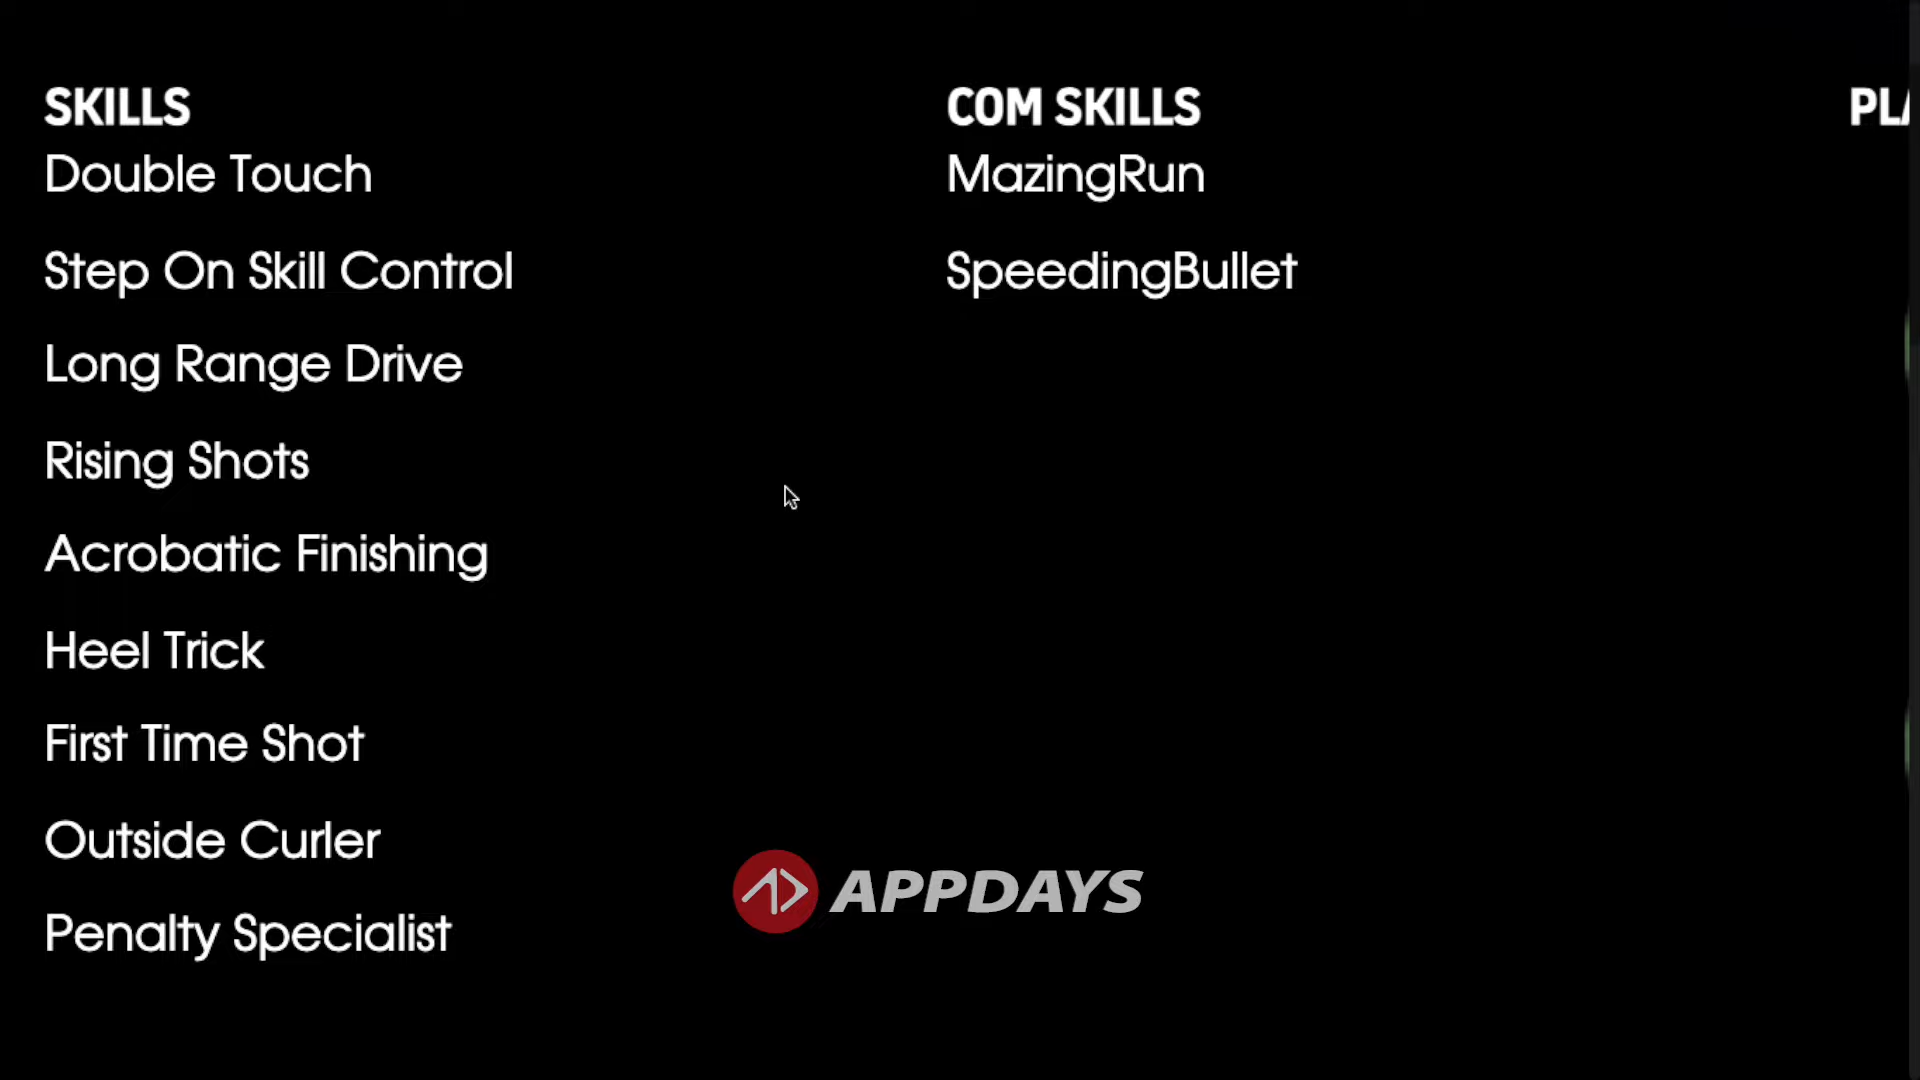 SKILLS
Double Touch
Step On Skill Control
Long Range Drive
Rising Shots
Acrobatic Finishing
Heel Trick
First Time Shot
Outside Curler
Penalty Specialist
COM SKILLS
MazingRun
SpeedingBullet
APPDAYS